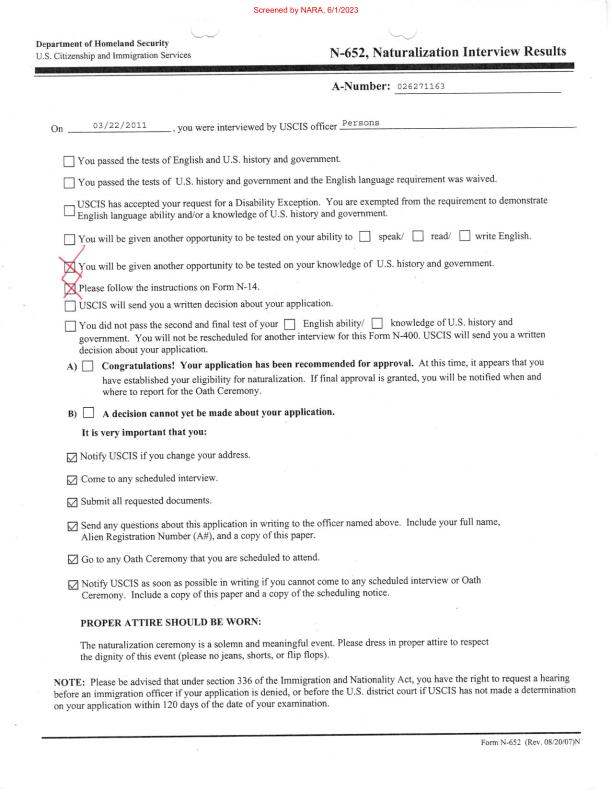 Screened by NARA, 6/1/2023
Department of Homeland Security
U.S. Citizenship and Immigration Services
N-652, Naturalization Interview Results
A-Number: 026271163
On 03/22/2011, you were interviewed by USCIS officer Persons
You passed the tests of English and U.S. history and government.
You passed the tests of U.S. history and government and the English language requirement was waived.
USCIS has accepted your request for a Disability Exception. You are exempted from the requirement to demonstrate
English language ability and/or a knowledge of U.S. history and government.
You will be given another opportunity to be tested on your ability to speak/ read/ write English.
You will be given another opportunity to be tested on your knowledge of U.S. history and government.
Please follow the instructions on Form N-14.
USCIS will send you a written decision about your application.
You did not pass the second and final test of your English ability/ knowledge of U.S. history and
government. You will not be rescheduled for another interview for this Form N-400. USCIS will send you a written
decision about your application.
A) Congratulations! Your application has been recommended for approval. At this time, it appears that you
have established your eligibility for naturalization. If final approval is granted, you will be notified when and
where to report for the Oath Ceremony.
B) A decision cannot yet be made about your application.
It is very important that you:
Notify USCIS if you change your address.
Come to any scheduled interview.
Submit all requested documents.
Send any questions about this application in writing to the officer named above. Include your full name,
Alien Registration Number (A#), and a copy of this paper.
Go to any Oath Ceremony that you are scheduled to attend.
Notify USCIS as soon as possible in writing if you cannot come to any scheduled interview or Oath
Ceremony. Include a copy of this paper and a copy of the scheduling notice.
PROPER ATTIRE SHOULD BE WORN:
The naturalization ceremony is a solemn and meaningful event. Please dress in proper attire to respect
the dignity of this event (please no jeans, shorts, or flip flops).
NOTE: Please be advised that under section 336 of the Immigration and Nationality Act, you have the right to request a hearing
before an immigration officer if your application is denied, or before the U.S. district court if USCIS has not made a determination
on your application within 120 days of the date of your examination.
Form N-652 (Rev. 08/20/07)N